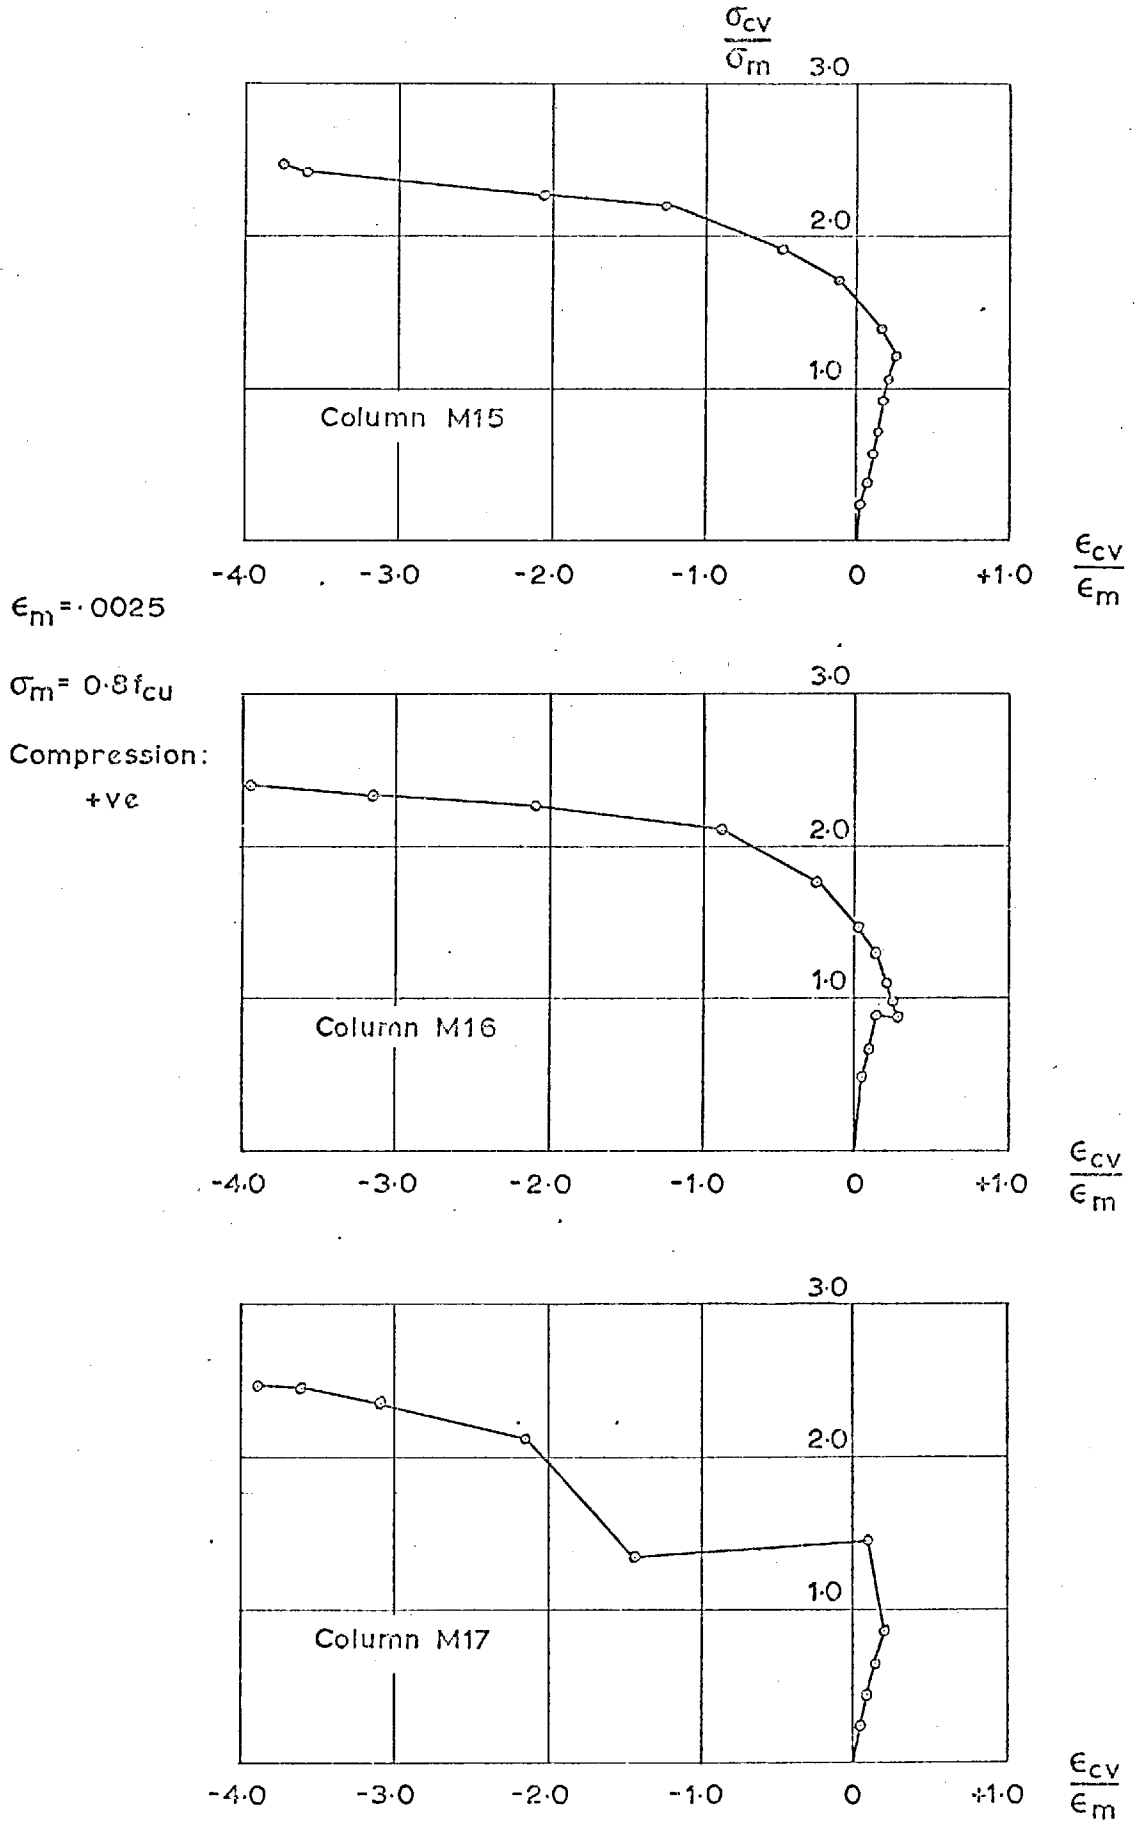 σcv
σm
3·0
2·0
1·0
Column M15
-4·0 -3·0 -2·0 -1·0 0 +1·0
ϵcv
ϵm
ϵm=·0025
σm= 0·8fcu
Compression:
+ve
3·0
2·0
1·0
Column M16
-4·0 -3·0 -2·0 -1·0 0 +1·0
ϵcv
ϵm
3·0
2·0
1·0
Column M17
-4·0 -3·0 -2·0 -1·0 0 +1·0
ϵcv
ϵm